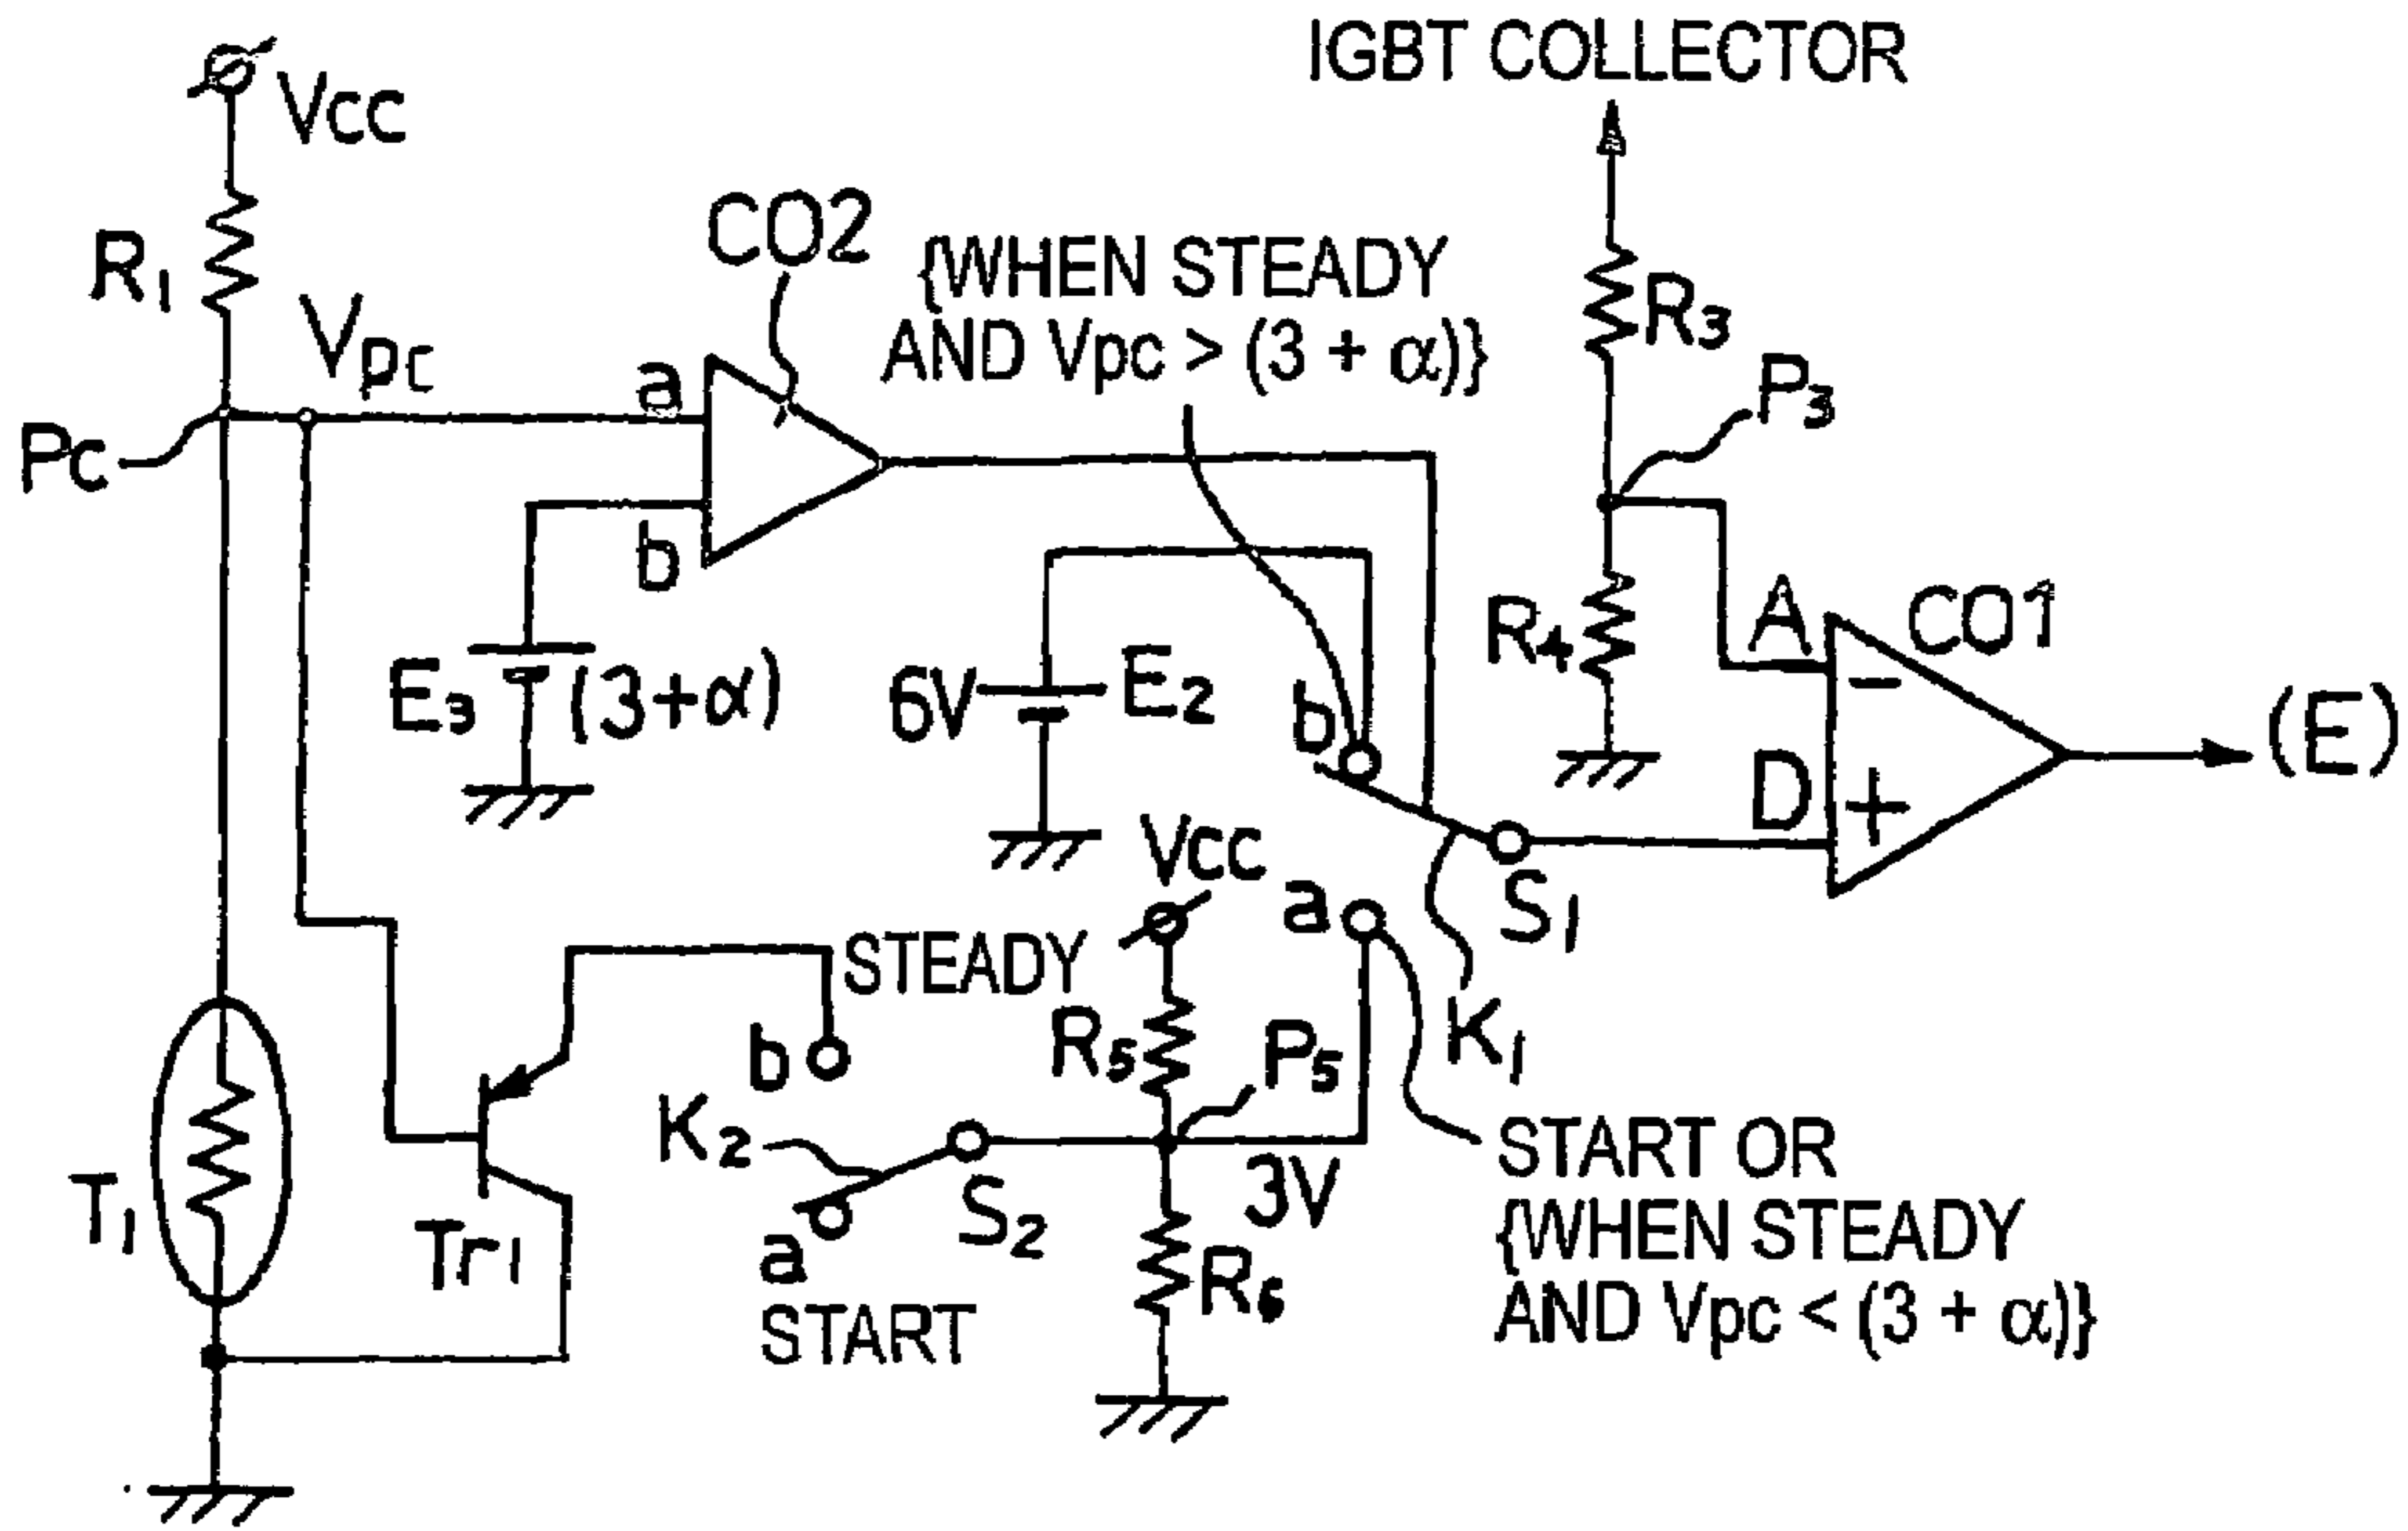 IGBT COLLECTOR
Vcc
CO2
{WHEN STEADY
AND Vpc > (3 + α)}
R1
R3
Vpc
a
P3
Pc
b
A
CO1
R4
-
E3
(3+α)
6V
E2
b
(E)
D
+
Vcc
a
S1
STEADY
b
R5
P5
K1
K2
START OR
{WHEN STEADY
AND Vpc < (3 + α)}
T1
Tr1
a
S2
3V
R6
START